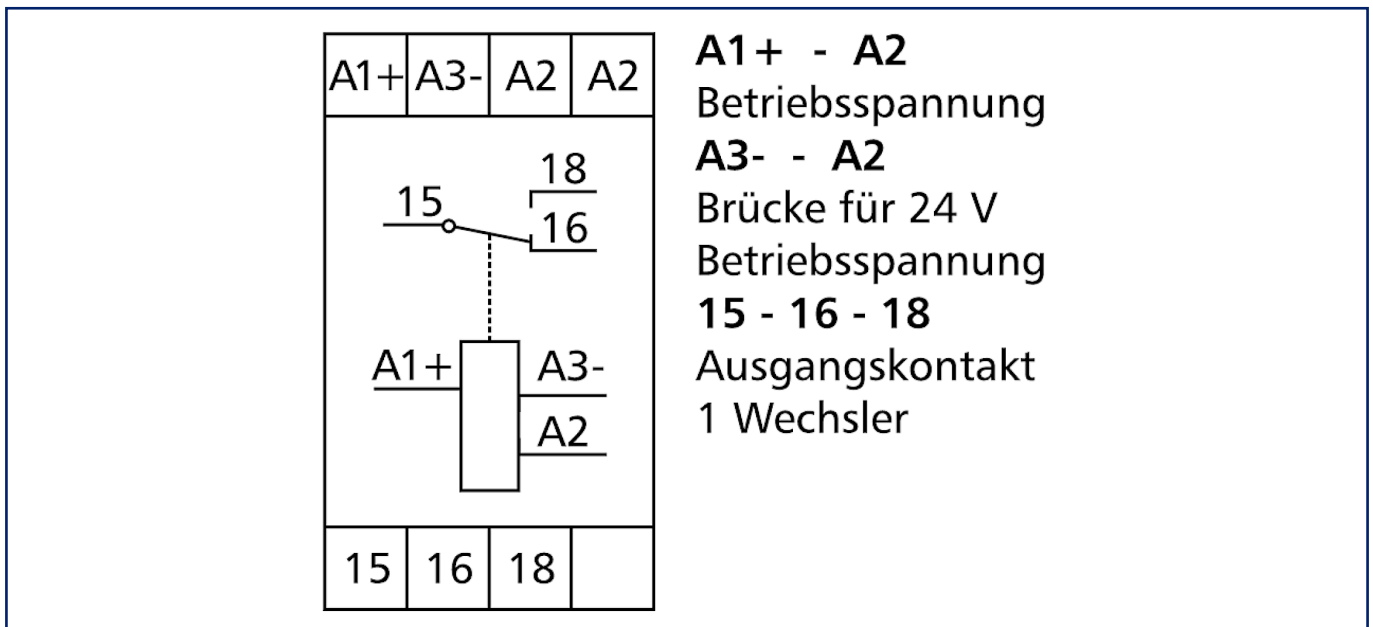 A1+ A3- A2 A2
18
15
16
A1+ A3-
A2
15 16 18
A1+ - A2
Betriebsspannung
A3- - A2
Brücke für 24 V
Betriebsspannung
15 - 16 - 18
Ausgangskontakt
1 Wechsler